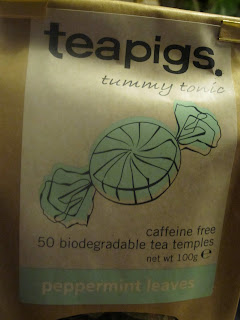 teapigs.
tummy tonic
caffeine free
50 biodegradable tea temples
net wt 100g ℮
peppermint leaves